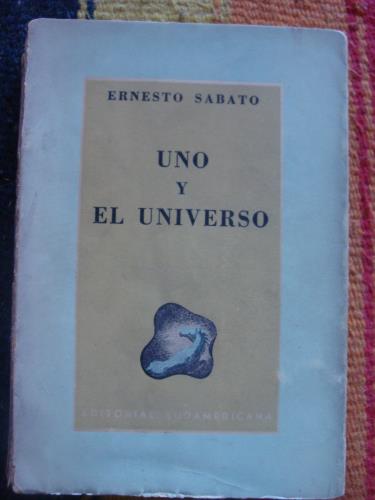 ERNESTO SABATO
UNO
Y
EL UNIVERSO
EDITORIAL SUDAMERICANA